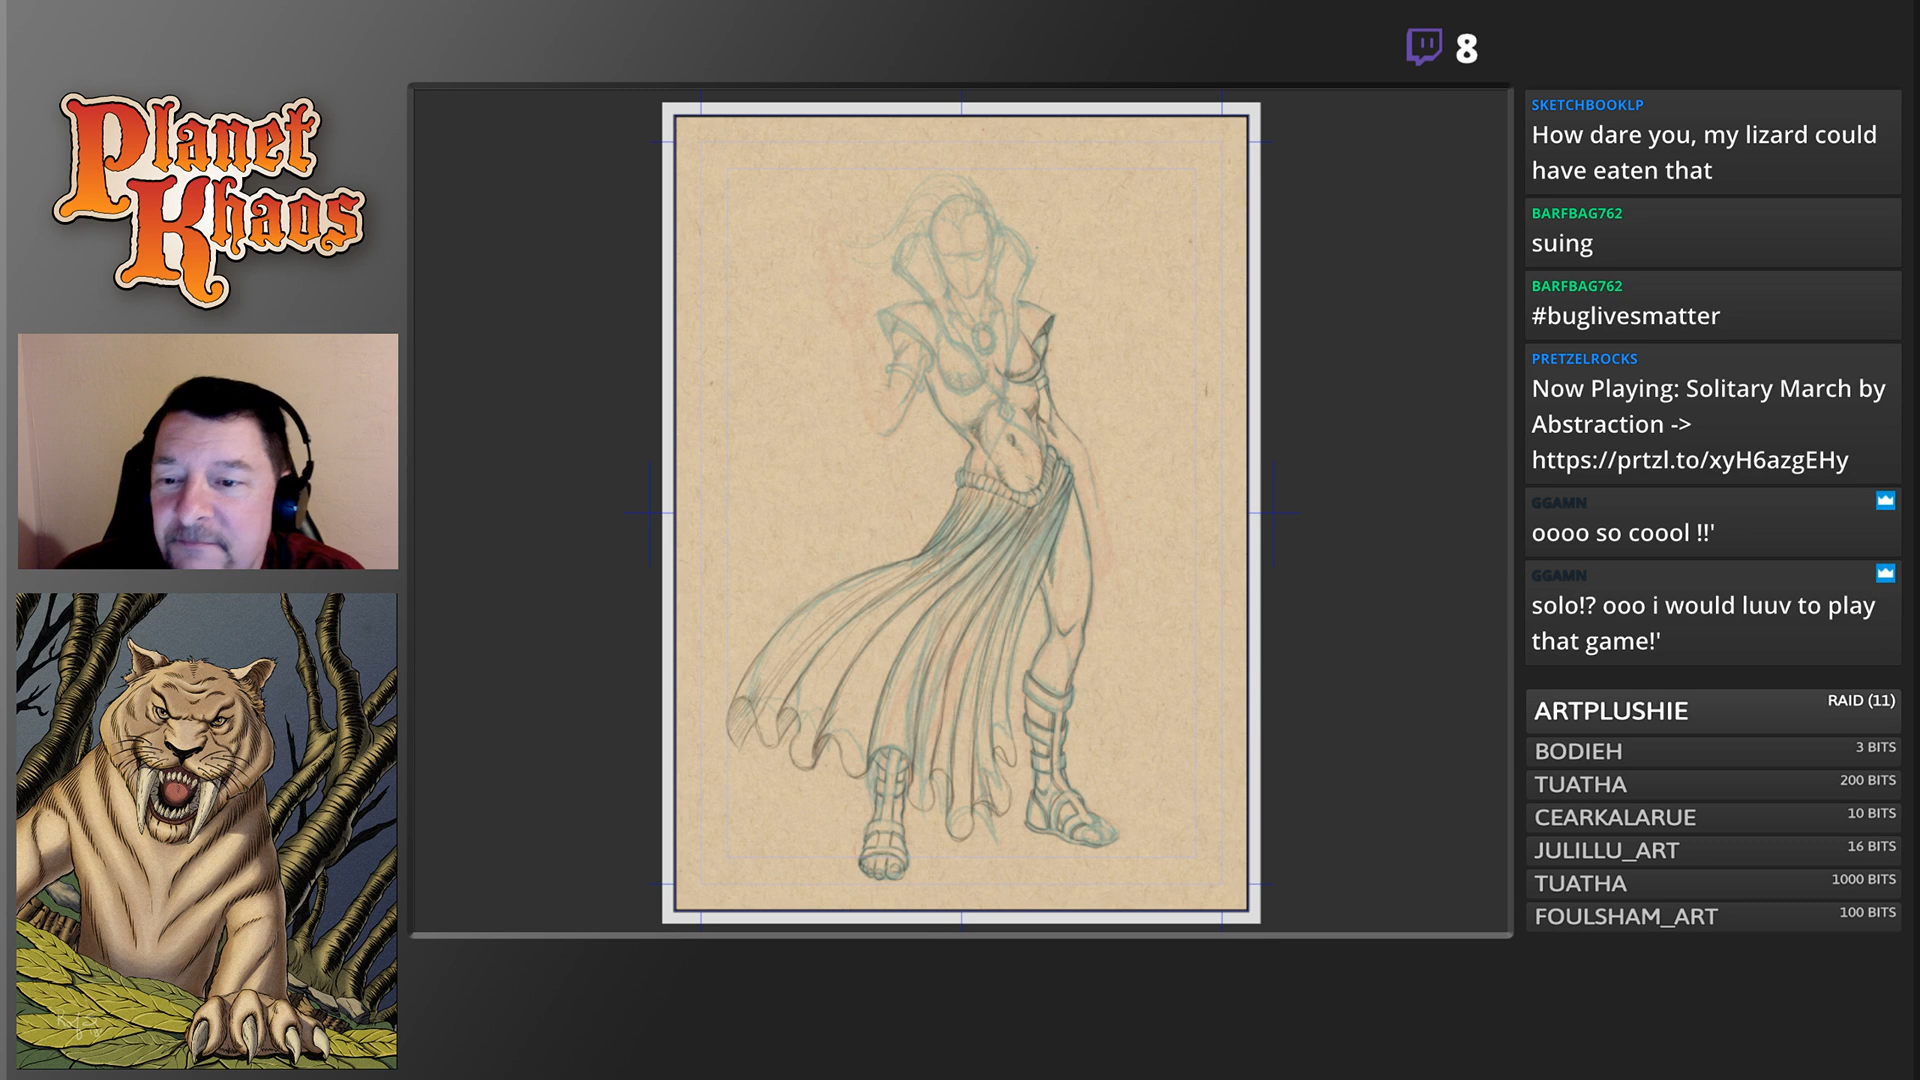 Planet
Khaos
8
SKETCHBOOKLP
How dare you, my lizard could
have eaten that
BARFBAG762
suing
BARFBAG762
#buglivesmatter
PRETZELROCKS
Now Playing: Solitary March by
Abstraction ->
https://prtzl.to/xyH6azgEHy
GGAMN
oooo so coool !!'
GGAMN
solo!? ooo i would luuv to play
that game!'
ARTPLUSHIE RAID (11)
BODIEH 3 BITS
TUATHA 200 BITS
CEARKALARUE 10 BITS
JULILLU_ART 16 BITS
TUATHA 1000 BITS
FOULSHAM_ART 100 BITS